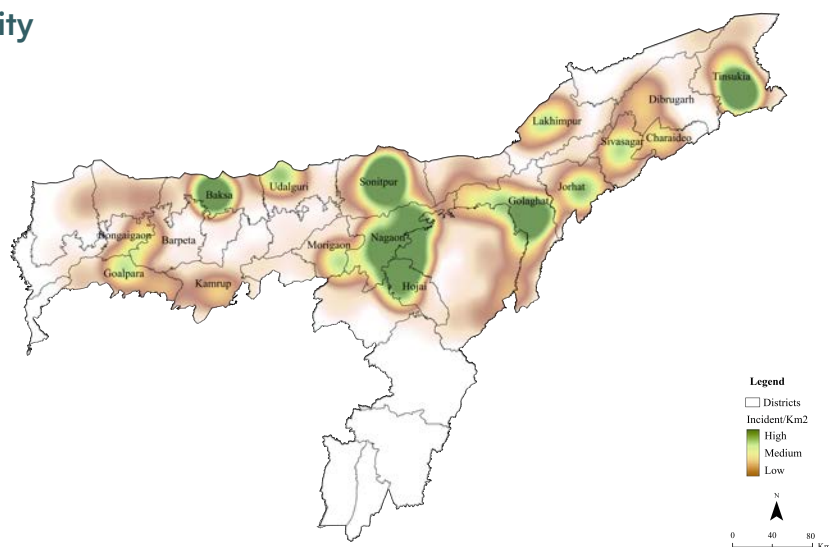 ity
Tinsukia
Dibrugarh
Lakhimpur
Sivasagar
Charaideo
Jorhat
Golaghat
Sonitpur
Udalguri
Baksa
Nagaon
Bongaigaon
Barpeta
Morigaon
Goalpara
Kamrup
Hojai
Legend
Districts
Incident/Km2
High
Medium
Low
N
0 40 80
Km